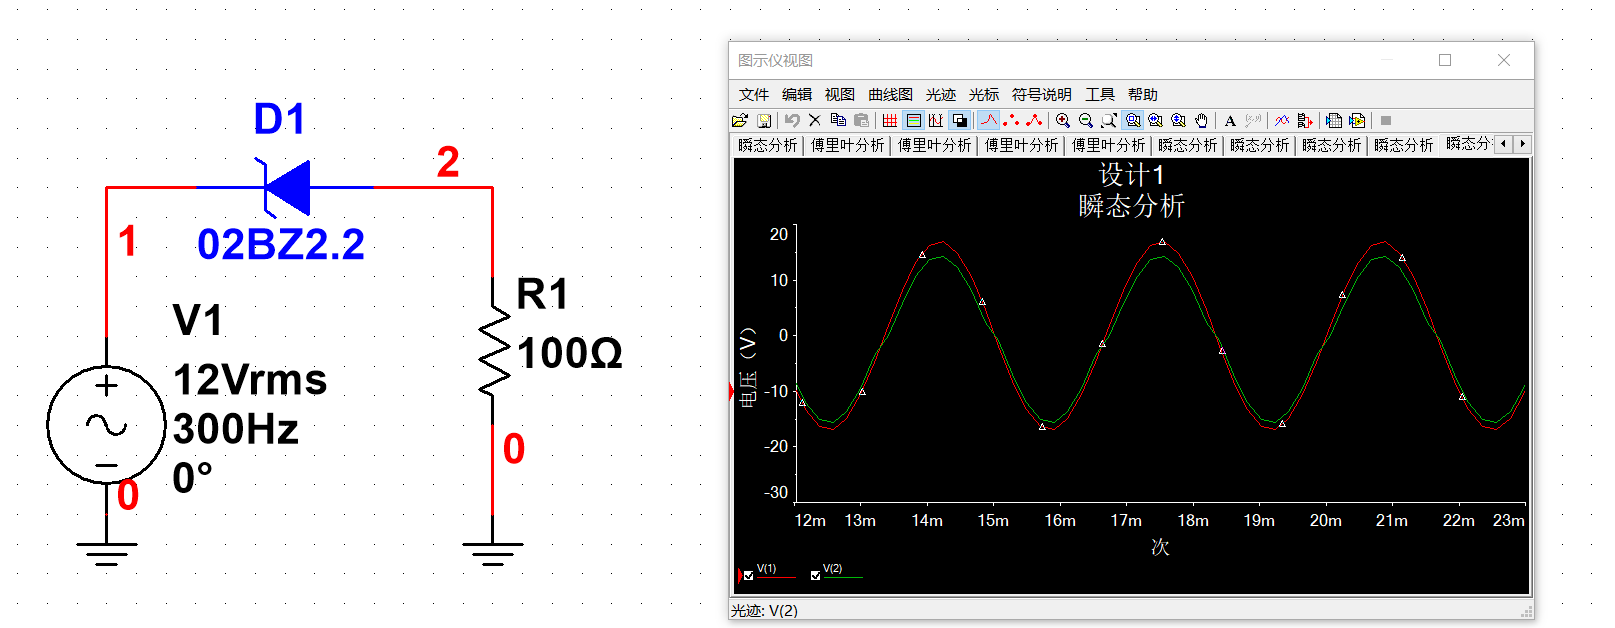 D1
2
1
02BZ2.2
V1
12Vrms
300Hz
0°
0
R1
100Ω
0
图示仪视图
文件 编辑 视图 曲线图 光迹 光标 符号说明 工具 帮助
瞬态分析 傅里叶分析 傅里叶分析 傅里叶分析 傅里叶分析 瞬态分析 瞬态分析 瞬态分析 瞬态分析 瞬态分
设计1
瞬态分析
电压（V）
20
10
0
-10
-20
-30
12m 13m 14m 15m 16m 17m 18m 19m 20m 21m 22m 23m
次
V(1) V(2)
光迹: V(2)